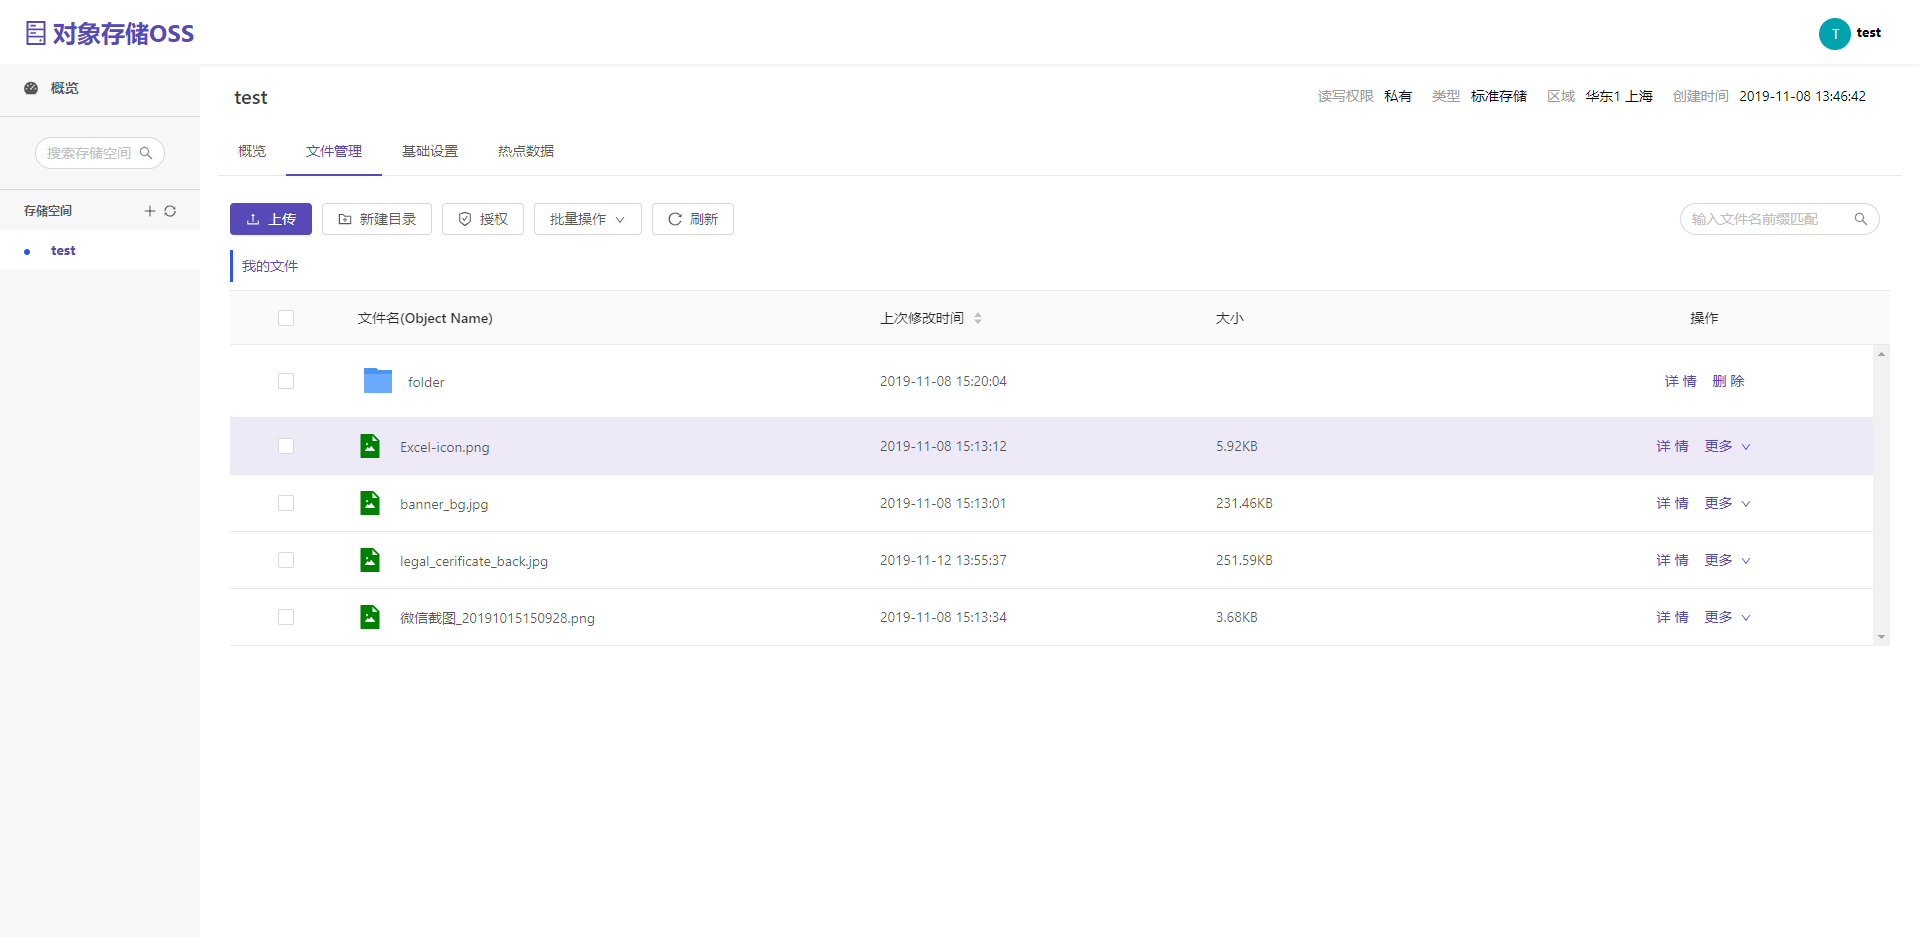 对象存储OSS
T test
概览
搜索存储空间
存储空间
test
test
读写权限 私有 类型 标准存储 区域 华东1 上海 创建时间 2019-11-08 13:46:42
概览 文件管理 基础设置 热点数据
上传 新建目录 授权 批量操作 刷新 输入文件名前缀匹配
我的文件
文件名(Object Name) 上次修改时间 大小 操作
folder 2019-11-08 15:20:04 详 情 删 除
Excel-icon.png 2019-11-08 15:13:12 5.92KB 详 情 更多
banner_bg.jpg 2019-11-08 15:13:01 231.46KB 详 情 更多
legal_cerificate_back.jpg 2019-11-12 13:55:37 251.59KB 详 情 更多
微信截图_20191015150928.png 2019-11-08 15:13:34 3.68KB 详 情 更多